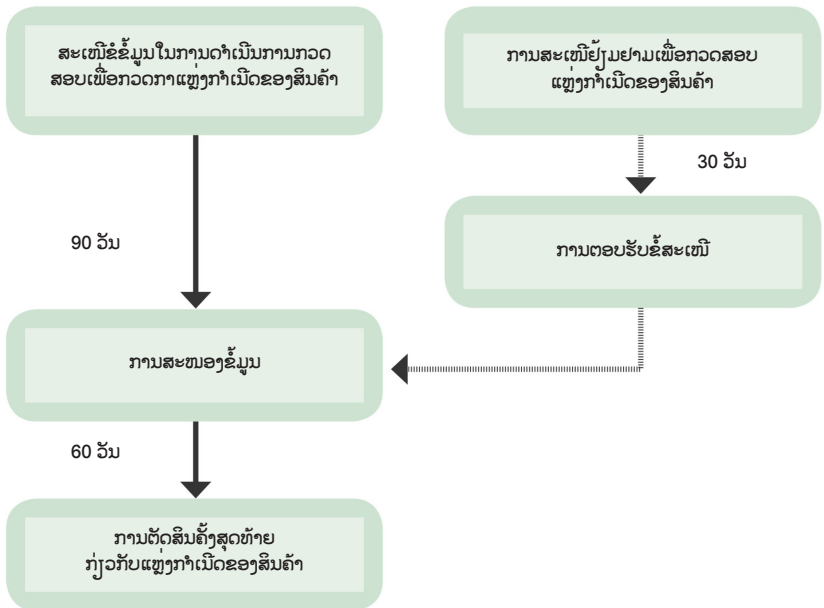 ສະເໜີຂໍຂໍ້ມູນໃນການດຳເນີນການກວດ
ສອບເພື່ອກວດກາແຫຼ່ງກຳເນີດຂອງສິນຄ້າ
ການສະເໜີຢ້ຽມຢາມເພື່ອກວດສອບ
ແຫຼ່ງກຳເນີດຂອງສິນຄ້າ
30 ວັນ
90 ວັນ
ການຕອບຮັບຂໍ້ສະເໜີ
ການສະໜອງຂໍ້ມູນ
60 ວັນ
ການຕັດສິນຄັ້ງສຸດທ້າຍ
ກ່ຽວກັບແຫຼ່ງກຳເນີດຂອງສິນຄ້າ